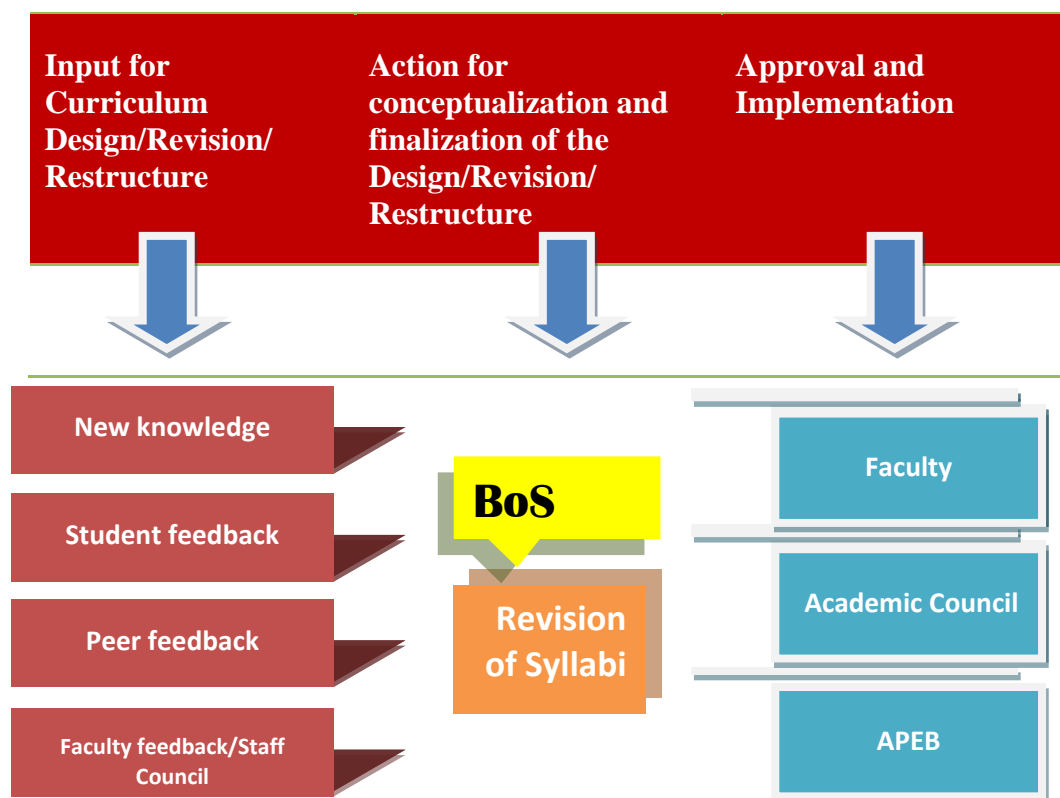 Input for
Curriculum
Design/Revision/
Restructure
Action for
conceptualization and
finalization of the
Design/Revision/
Restructure
Approval and
Implementation
New knowledge
Student feedback
Peer feedback
Faculty feedback/Staff
Council
BoS
Revision
of Syllabi
Faculty
Academic Council
APEB